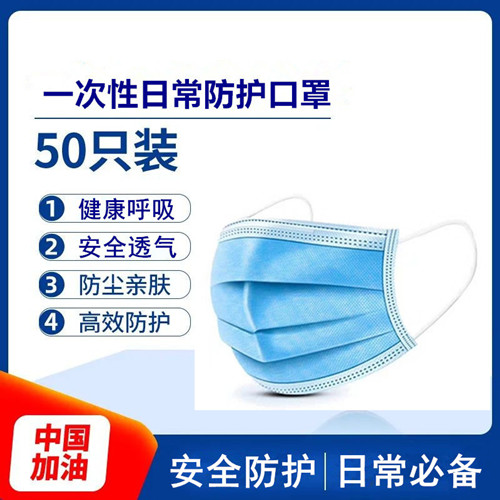 一次性日常防护口罩
50只装
1 健康呼吸
2 安全透气
3 防尘亲肤
4 高效防护
中国
加油
安全防护 | 日常必备